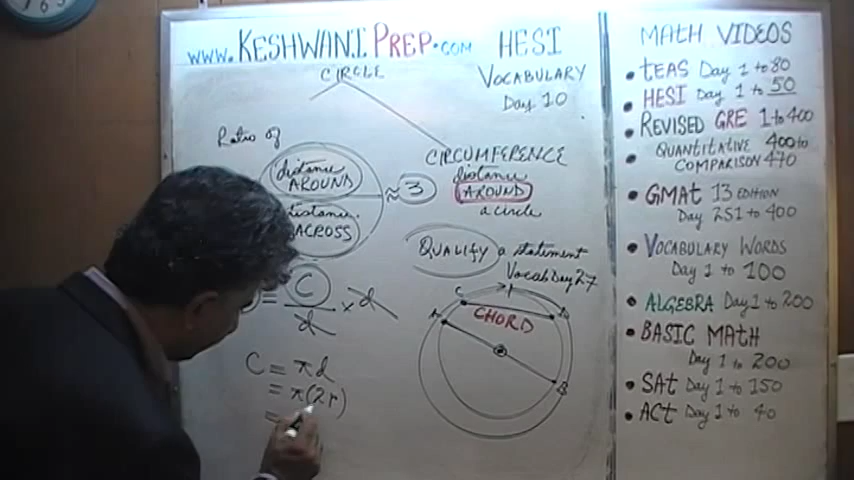 www.KESHWANIPREP.com
HESI
VOCABULARY
Day 10
CIRCLE
Ratio of
distance
AROUND
distance
ACROSS
≈ 3
CIRCUMFERENCE
distance
AROUND
a circle
QUALIFY a statement
Vocab Day 27
= C × d
d
C = πd
= π(2r)
=
C
A
CHORD
B
MATH VIDEOS
• TEAS Day 1 to 80
• HESI Day 1 to 50
• REVISED GRE 1 to 400
• QUANTITATIVE 400 to
COMPARISON 470
• GMAT 13 EDITION
Day 251 to 400
• VOCABULARY WORDS
Day 1 to 100
• ALGEBRA Day 1 to 200
• BASIC MATH
Day 1 to 200
• SAT Day 1 to 150
• ACT Day 1 to 40